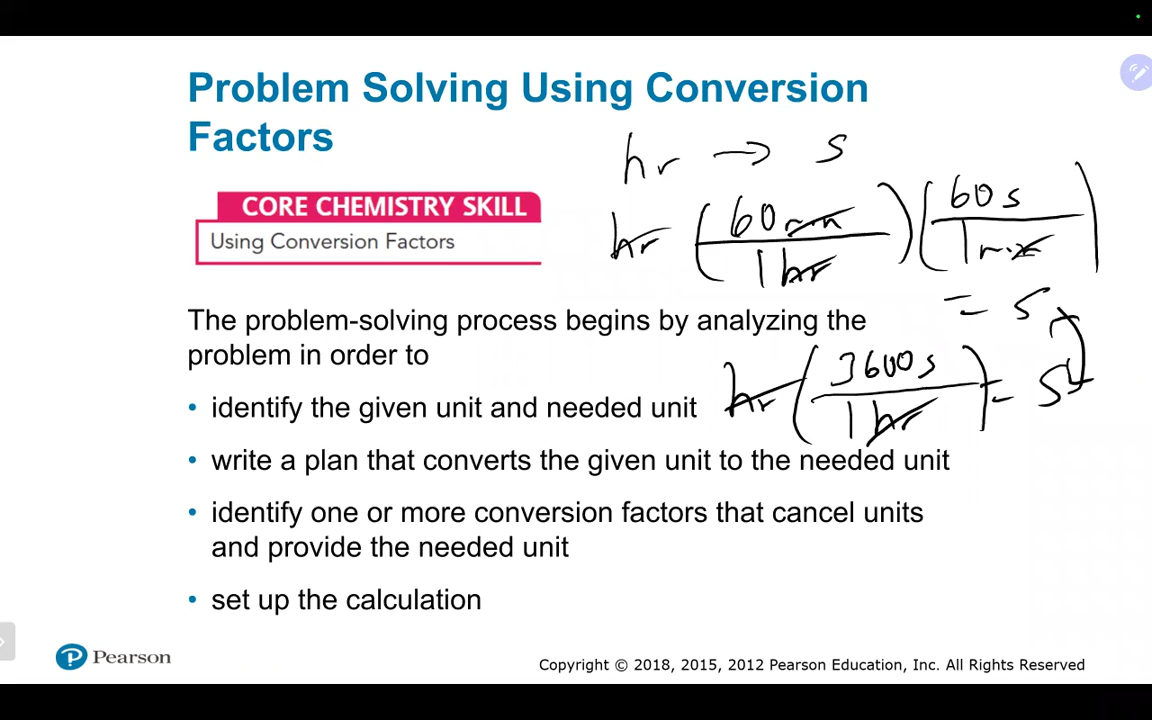 Problem Solving Using Conversion
Factors
hr → s
CORE CHEMISTRY SKILL
Using Conversion Factors
hr (60 min / 1 hr) (60 s / 1 min)
= s
The problem-solving process begins by analyzing the
problem in order to
hr (3600 s / 1 hr) = s
• identify the given unit and needed unit
• write a plan that converts the given unit to the needed unit
• identify one or more conversion factors that cancel units
and provide the needed unit
• set up the calculation
Pearson
Copyright © 2018, 2015, 2012 Pearson Education, Inc. All Rights Reserved